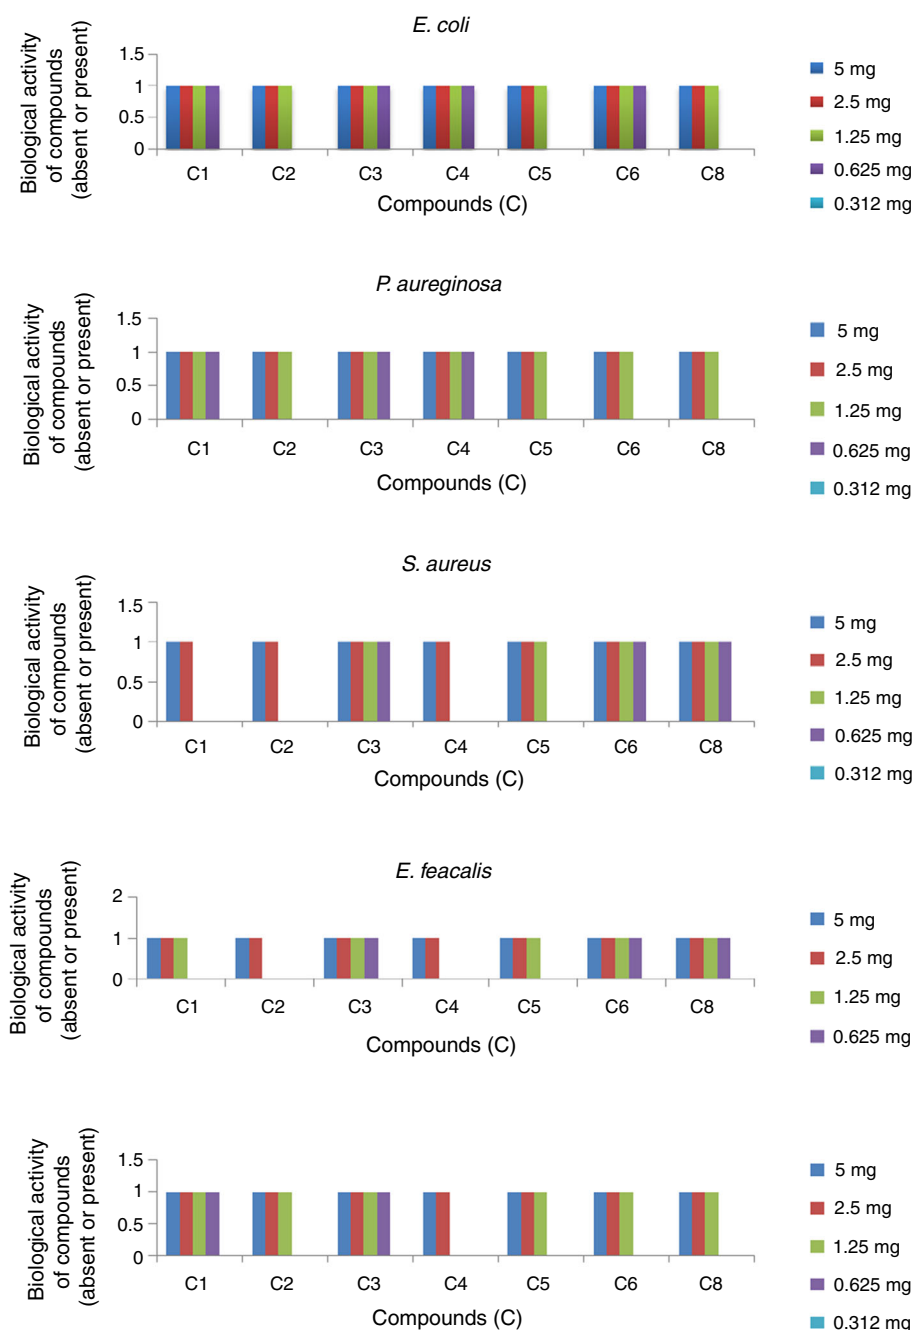 E. coli
Biological activity
of compounds
(absent or present)
1.5
1
0.5
0
C1 C2 C3 C4 C5 C6 C8
Compounds (C)
5 mg
2.5 mg
1.25 mg
0.625 mg
0.312 mg
P. aureginosa
Biological activity
of compounds
(absent or present)
1.5
1
0.5
0
C1 C2 C3 C4 C5 C6 C8
Compounds (C)
5 mg
2.5 mg
1.25 mg
0.625 mg
0.312 mg
S. aureus
Biological activity
of compounds
(absent or present)
1.5
1
0.5
0
C1 C2 C3 C4 C5 C6 C8
Compounds (C)
5 mg
2.5 mg
1.25 mg
0.625 mg
0.312 mg
E. feacalis
Biological activity
of compounds
(absent or present)
2
1
0
C1 C2 C3 C4 C5 C6 C8
Compounds (C)
5 mg
2.5 mg
1.25 mg
0.625 mg
Biological activity
of compounds
(absent or present)
1.5
1
0.5
0
C1 C2 C3 C4 C5 C6 C8
Compounds (C)
5 mg
2.5 mg
1.25 mg
0.625 mg
0.312 mg